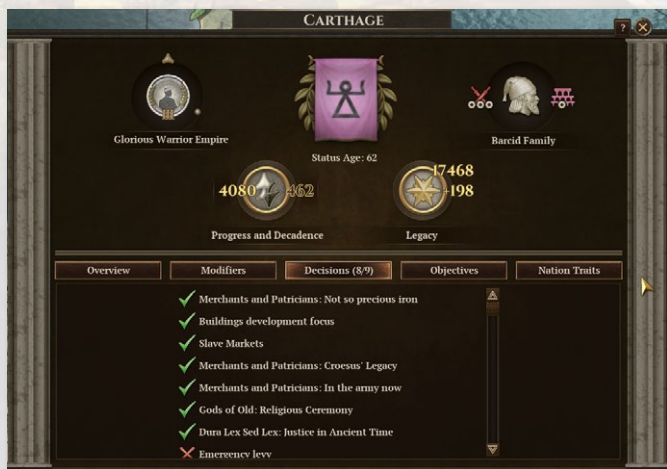 CARTHAGE
?
Glorious Warrior Empire
Status Age: 62
Barcid Family
4080 462
17468
+198
Progress and Decadence
Legacy
Overview Modifiers Decisions (8/9) Objectives Nation Traits
Merchants and Patricians: Not so precious iron
Buildings development focus
Slave Markets
Merchants and Patricians: Croesus' Legacy
Merchants and Patricians: In the army now
Gods of Old: Religious Ceremony
Dura Lex Sed Lex: Justice in Ancient Time
Emergency levy